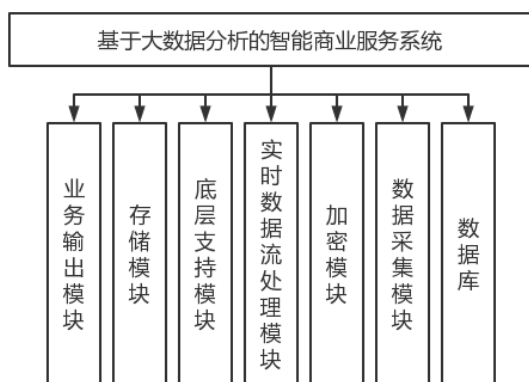 基于大数据分析的智能商业服务系统
业务输出模块
存储模块
底层支持模块
实时数据流处理模块
加密模块
数据采集模块
数据库